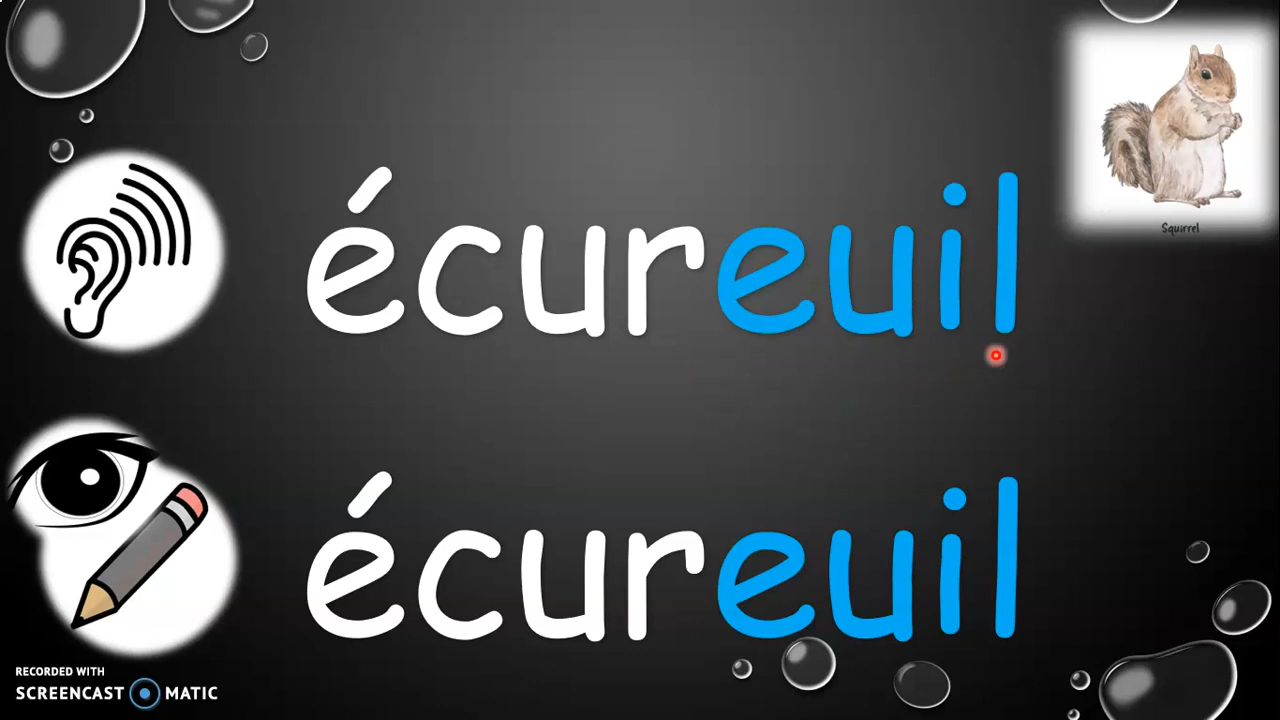 écureuil
Squirrel
écureuil
RECORDED WITH
SCREENCAST MATIC